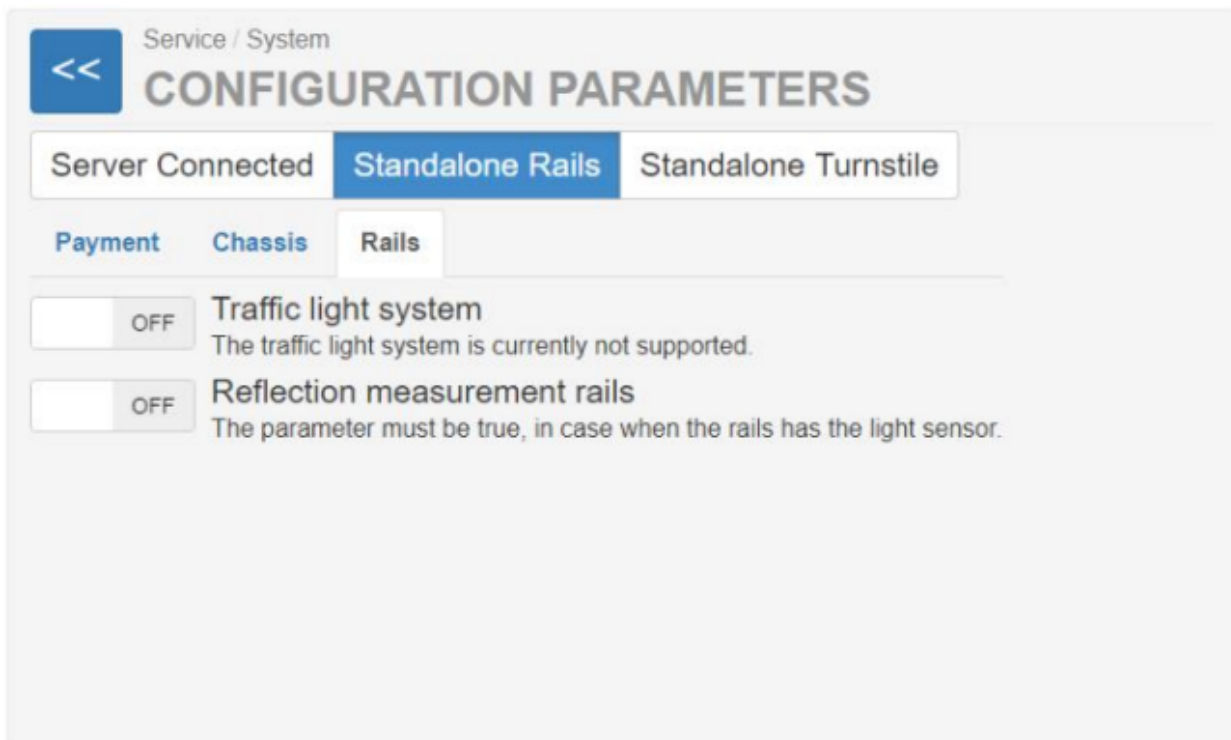 <<
Service / System
CONFIGURATION PARAMETERS
Server Connected Standalone Rails Standalone Turnstile
Payment Chassis Rails
OFF Traffic light system
The traffic light system is currently not supported.
OFF Reflection measurement rails
The parameter must be true, in case when the rails has the light sensor.